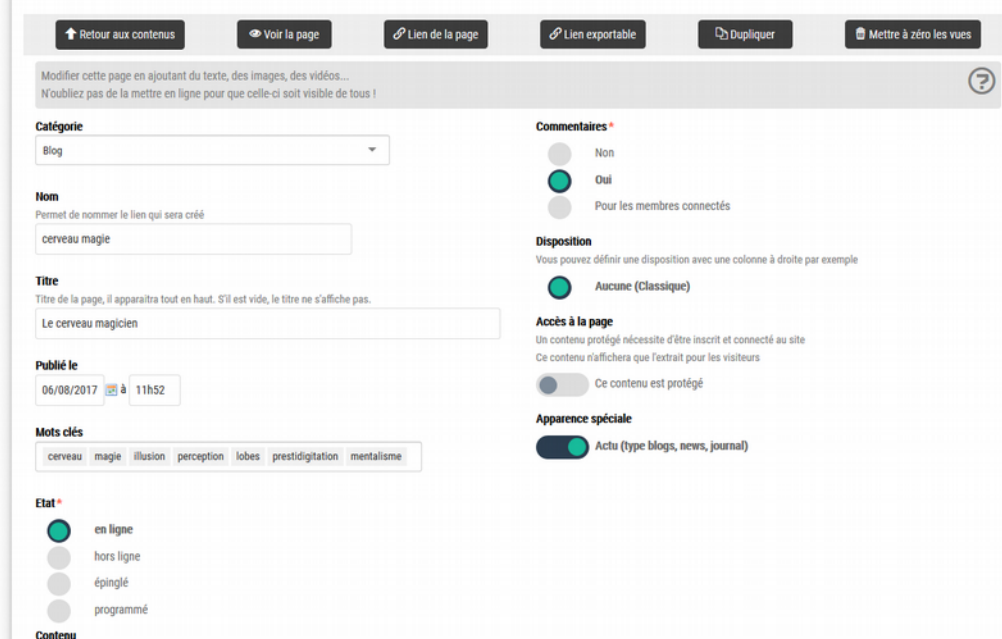 Retour aux contenus
Voir la page
Lien de la page
Lien exportable
Dupliquer
Mettre à zéro les vues
Modifier cette page en ajoutant du texte, des images, des vidéos...
N'oubliez pas de la mettre en ligne pour que celle-ci soit visible de tous !
?
Catégorie
Blog
Nom
Permet de nommer le lien qui sera créé
cerveau magie
Titre
Titre de la page, il apparaitra tout en haut. S'il est vide, le titre ne s'affiche pas.
Le cerveau magicien
Publié le
06/08/2017 à 11h52
Mots clés
cerveau magie illusion perception lobes prestidigitation mentalisme
Etat*
en ligne
hors ligne
épinglé
programmé
Contenu
Commentaires*
Non
Oui
Pour les membres connectés
Disposition
Vous pouvez définir une disposition avec une colonne à droite par exemple
Aucune (Classique)
Accès à la page
Un contenu protégé nécessite d'être inscrit et connecté au site
Ce contenu n'affichera que l'extrait pour les visiteurs
Ce contenu est protégé
Apparence spéciale
Actu (type blogs, news, journal)